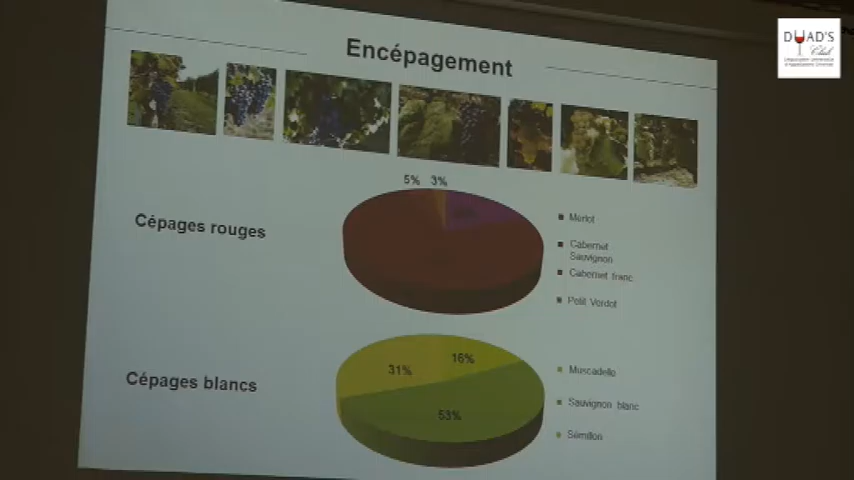 DUAD'S
Club
Encépagement
5% 3%
Cépages rouges
Merlot
Cabernet
Sauvignon
Cabernet franc
Petit Verdot
31%
16%
53%
Cépages blancs
Muscadelle
Sauvignon blanc
Sémillon